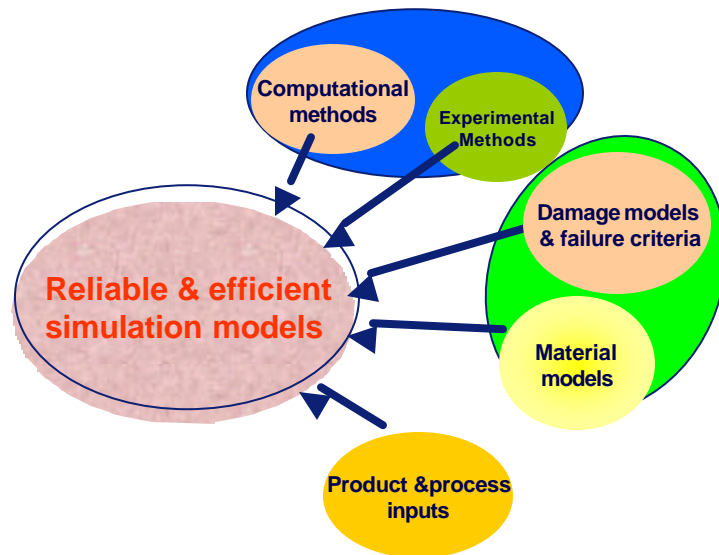 Computational
methods
Experimental
Methods
Damage models
& failure criteria
Reliable & efficient
simulation models
Material
models
Product &process
inputs